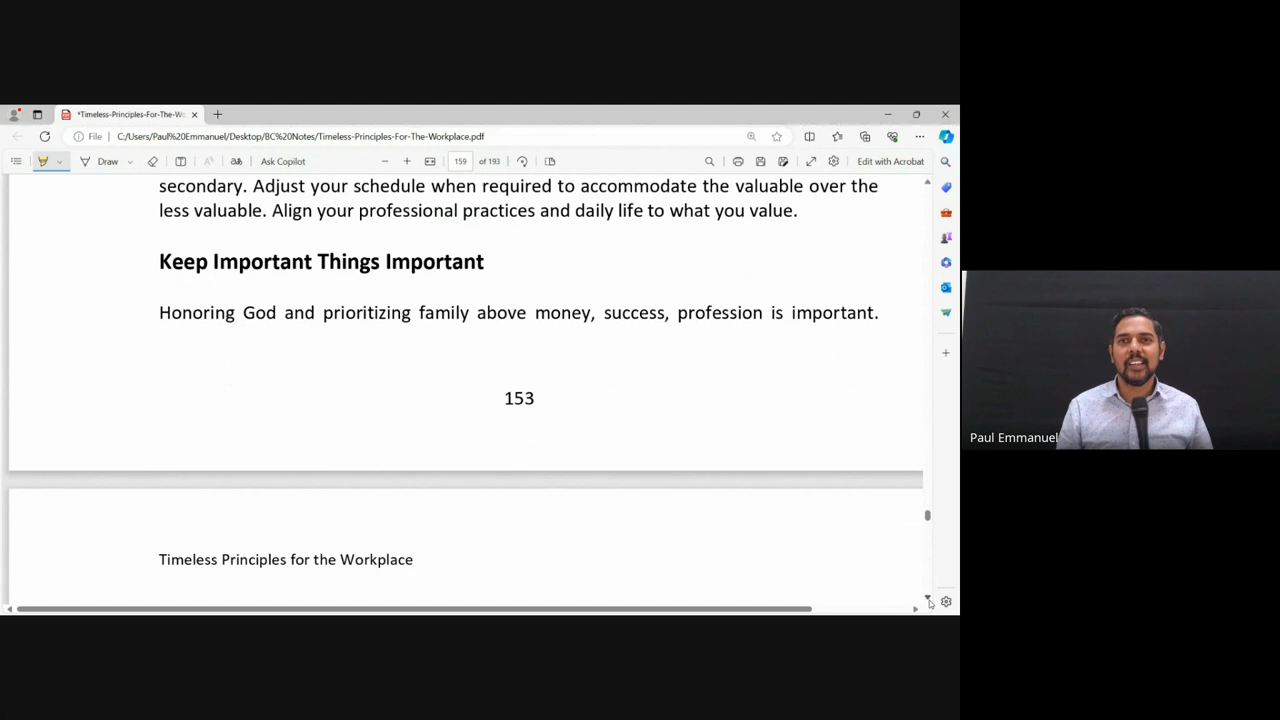 *Timeless-Principles-For-The-Wo
File
C:/Users/Paul%20Emmanuel/Desktop/BC%20Notes/Timeless-Principles-For-The-Workplace.pdf
Draw
Ask Copilot
159 of 193
Edit with Acrobat
secondary. Adjust your schedule when required to accommodate the valuable over the
less valuable. Align your professional practices and daily life to what you value.
Keep Important Things Important
Honoring God and prioritizing family above money, success, profession is important.
153
Timeless Principles for the Workplace
Paul Emmanuel